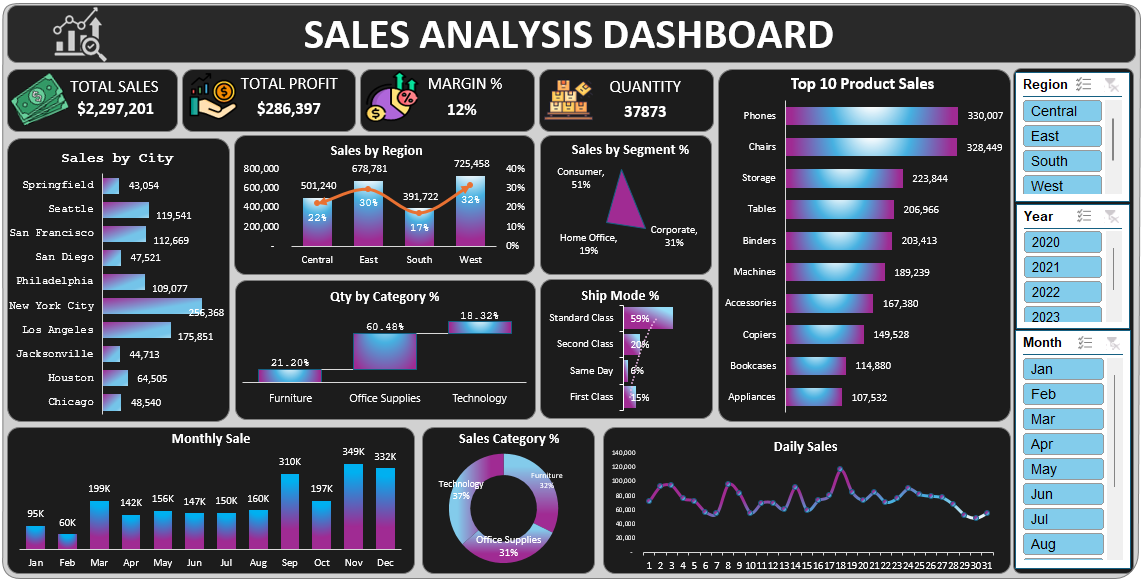 SALES ANALYSIS DASHBOARD
TOTAL SALES
$2,297,201
TOTAL PROFIT
$286,397
MARGIN %
12%
QUANTITY
37873
Sales by City
Springfield 43,054
Seattle 119,541
San Francisco 112,669
San Diego 47,521
Philadelphia 109,077
New York City 256,368
Los Angeles 175,851
Jacksonville 44,713
Houston 64,505
Chicago 48,540
Sales by Region
800,000
600,000
400,000
200,000
-
501,240 678,781 391,722 725,458
22% 30% 17% 32%
40%
30%
20%
10%
0%
Central East South West
Sales by Segment %
Consumer,
51%
Home Office,
19%
Corporate,
31%
Qty by Category %
21.20% 60.48% 18.32%
Furniture Office Supplies Technology
Ship Mode %
Standard Class 59%
Second Class 20%
Same Day 6%
First Class 15%
Top 10 Product Sales
Phones 330,007
Chairs 328,449
Storage 223,844
Tables 206,966
Binders 203,413
Machines 189,239
Accessories 167,380
Copiers 149,528
Bookcases 114,880
Appliances 107,532
Region
Central
East
South
West
Year
2020
2021
2022
2023
Month
Jan
Feb
Mar
Apr
May
Jun
Jul
Aug
Monthly Sale
95K 60K 199K 142K 156K 147K 150K 160K 310K 197K 349K 332K
Jan Feb Mar Apr May Jun Jul Aug Sep Oct Nov Dec
Sales Category %
Technology
37%
Furniture
32%
Office Supplies
31%
Daily Sales
140,000
120,000
100,000
80,000
60,000
40,000
20,000
-
1 2 3 4 5 6 7 8 9 10 11 12 13 14 15 16 17 18 19 20 21 22 23 24 25 26 27 28 29 30 31